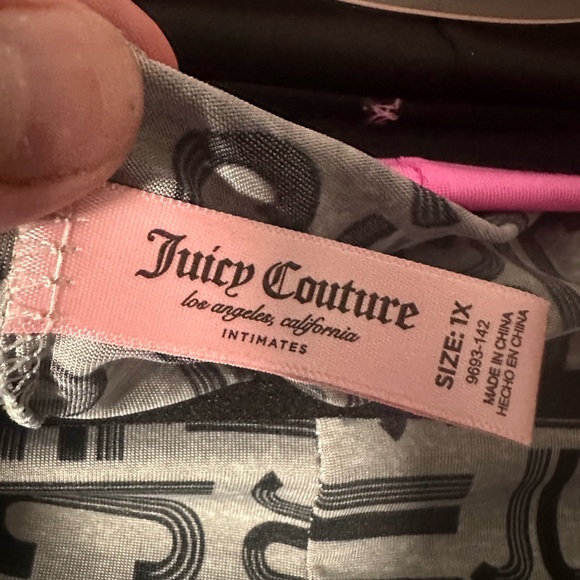 Juicy Couture
los angeles, california
INTIMATES
SIZE: 1X
9693-142
MADE IN CHINA
HECHO EN CHINA